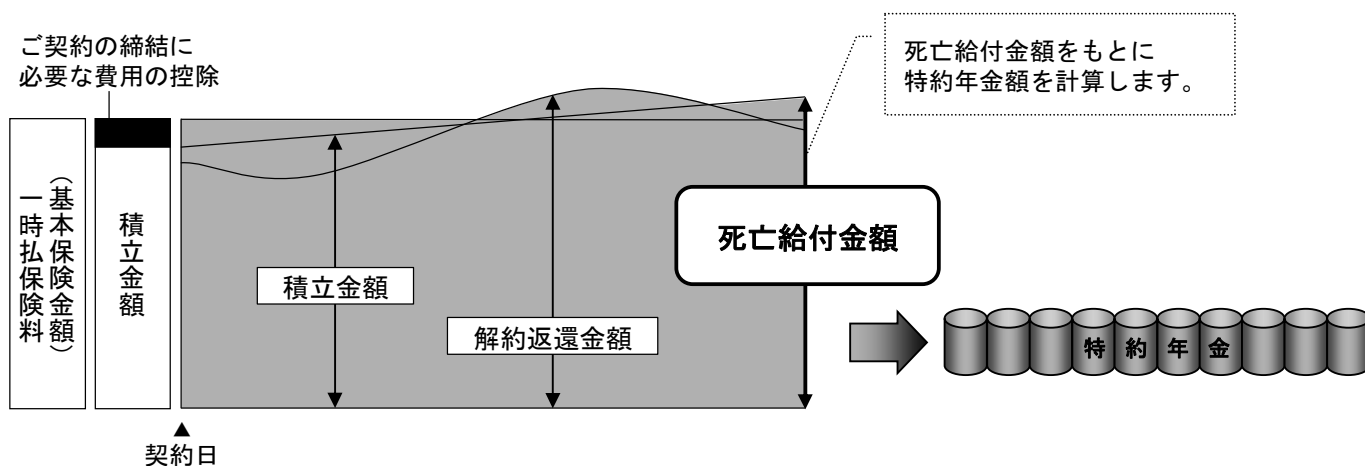 ご契約の締結に
必要な費用の控除
死亡給付金額をもとに
特約年金額を計算します。
一時払保険料
（基本保険金額）
積立金額
積立金額
解約返還金額
死亡給付金額
特約年金
▲
契約日